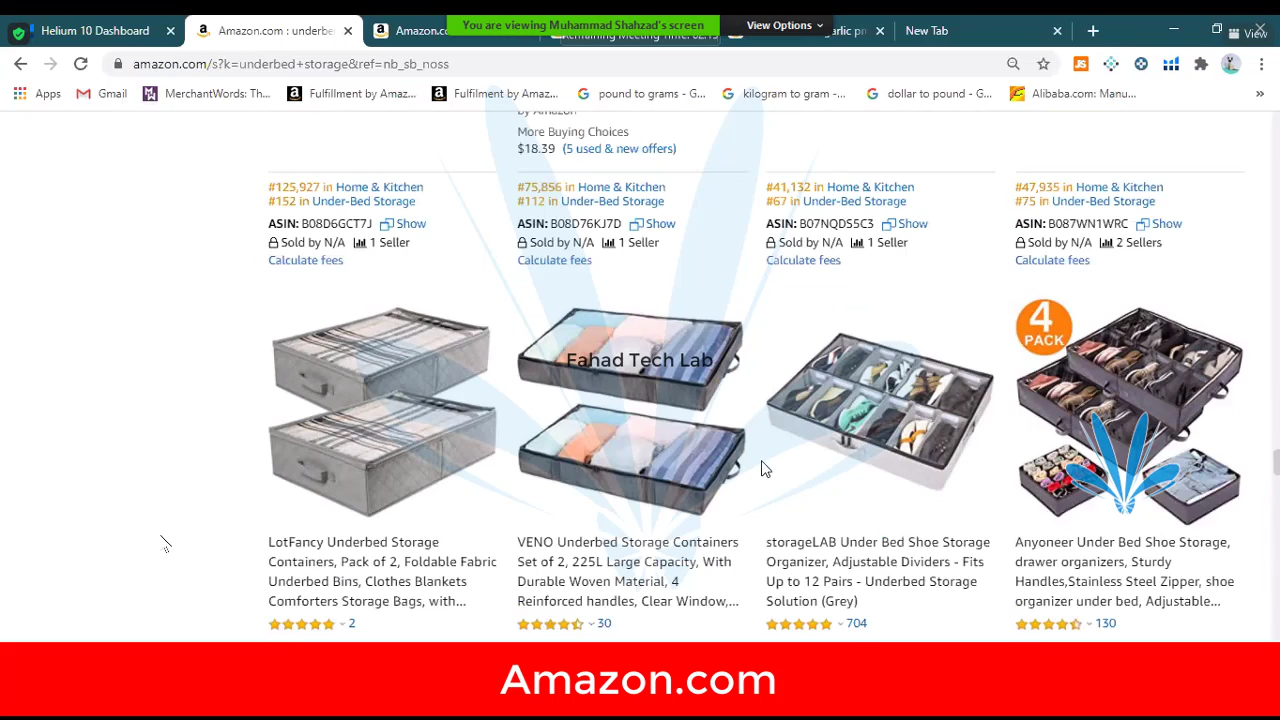 You are viewing Muhammad Shahzad's screen
View Options
Helium 10 Dashboard
Amazon.com : underbe
Amazon.co
Remaining Meeting Time: 02:15
garlic pr
New Tab
View
amazon.com/s?k=underbed+storage&ref=nb_sb_noss
Apps
Gmail
MerchantWords: Th...
Fulfillment by Amaz...
Fulfillment by Amaz...
pound to grams - G...
kilogram to gram -...
dollar to pound - G...
Alibaba.com: Manu...
»
by Amazon
More Buying Choices
$18.39 (5 used & new offers)
#125,927 in Home & Kitchen
#152 in Under-Bed Storage
ASIN: B08D6GCT7J Show
Sold by N/A 1 Seller
Calculate fees
#75,856 in Home & Kitchen
#112 in Under-Bed Storage
ASIN: B08D76KJ7D Show
Sold by N/A 1 Seller
Calculate fees
#41,132 in Home & Kitchen
#67 in Under-Bed Storage
ASIN: B07NQDS5C3 Show
Sold by N/A 1 Seller
Calculate fees
#47,935 in Home & Kitchen
#75 in Under-Bed Storage
ASIN: B087WN1WRC Show
Sold by N/A 2 Sellers
Calculate fees
4
PACK
Fahad Tech Lab
LotFancy Underbed Storage
Containers, Pack of 2, Foldable Fabric
Underbed Bins, Clothes Blankets
Comforters Storage Bags, with...
2
VENO Underbed Storage Containers
Set of 2, 225L Large Capacity, With
Durable Woven Material, 4
Reinforced handles, Clear Window,...
30
storageLAB Under Bed Shoe Storage
Organizer, Adjustable Dividers - Fits
Up to 12 Pairs - Underbed Storage
Solution (Grey)
704
Anyoneer Under Bed Shoe Storage,
drawer organizers, Sturdy
Handles,Stainless Steel Zipper, shoe
organizer under bed, Adjustable...
130
Amazon.com